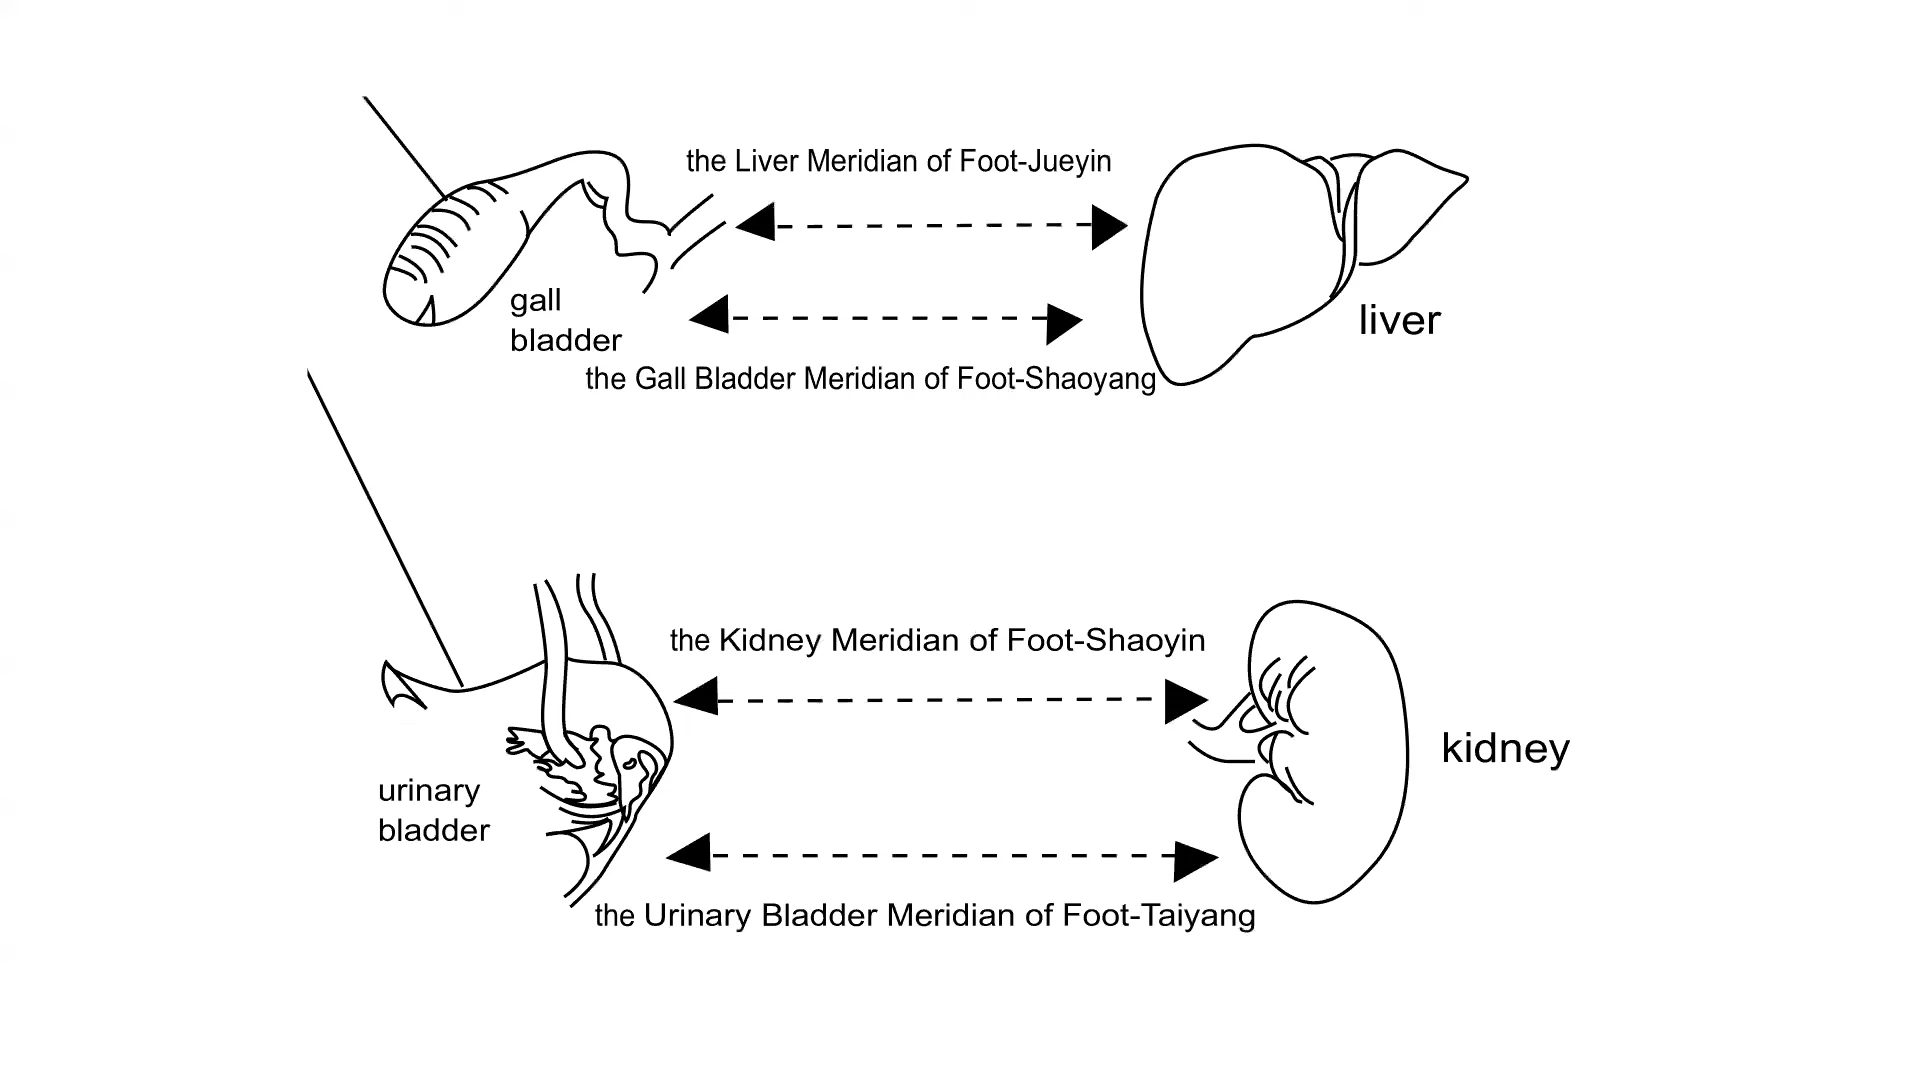 the Liver Meridian of Foot-Jueyin
gall
bladder
liver
the Gall Bladder Meridian of Foot-Shaoyang
the Kidney Meridian of Foot-Shaoyin
kidney
urinary
bladder
the Urinary Bladder Meridian of Foot-Taiyang